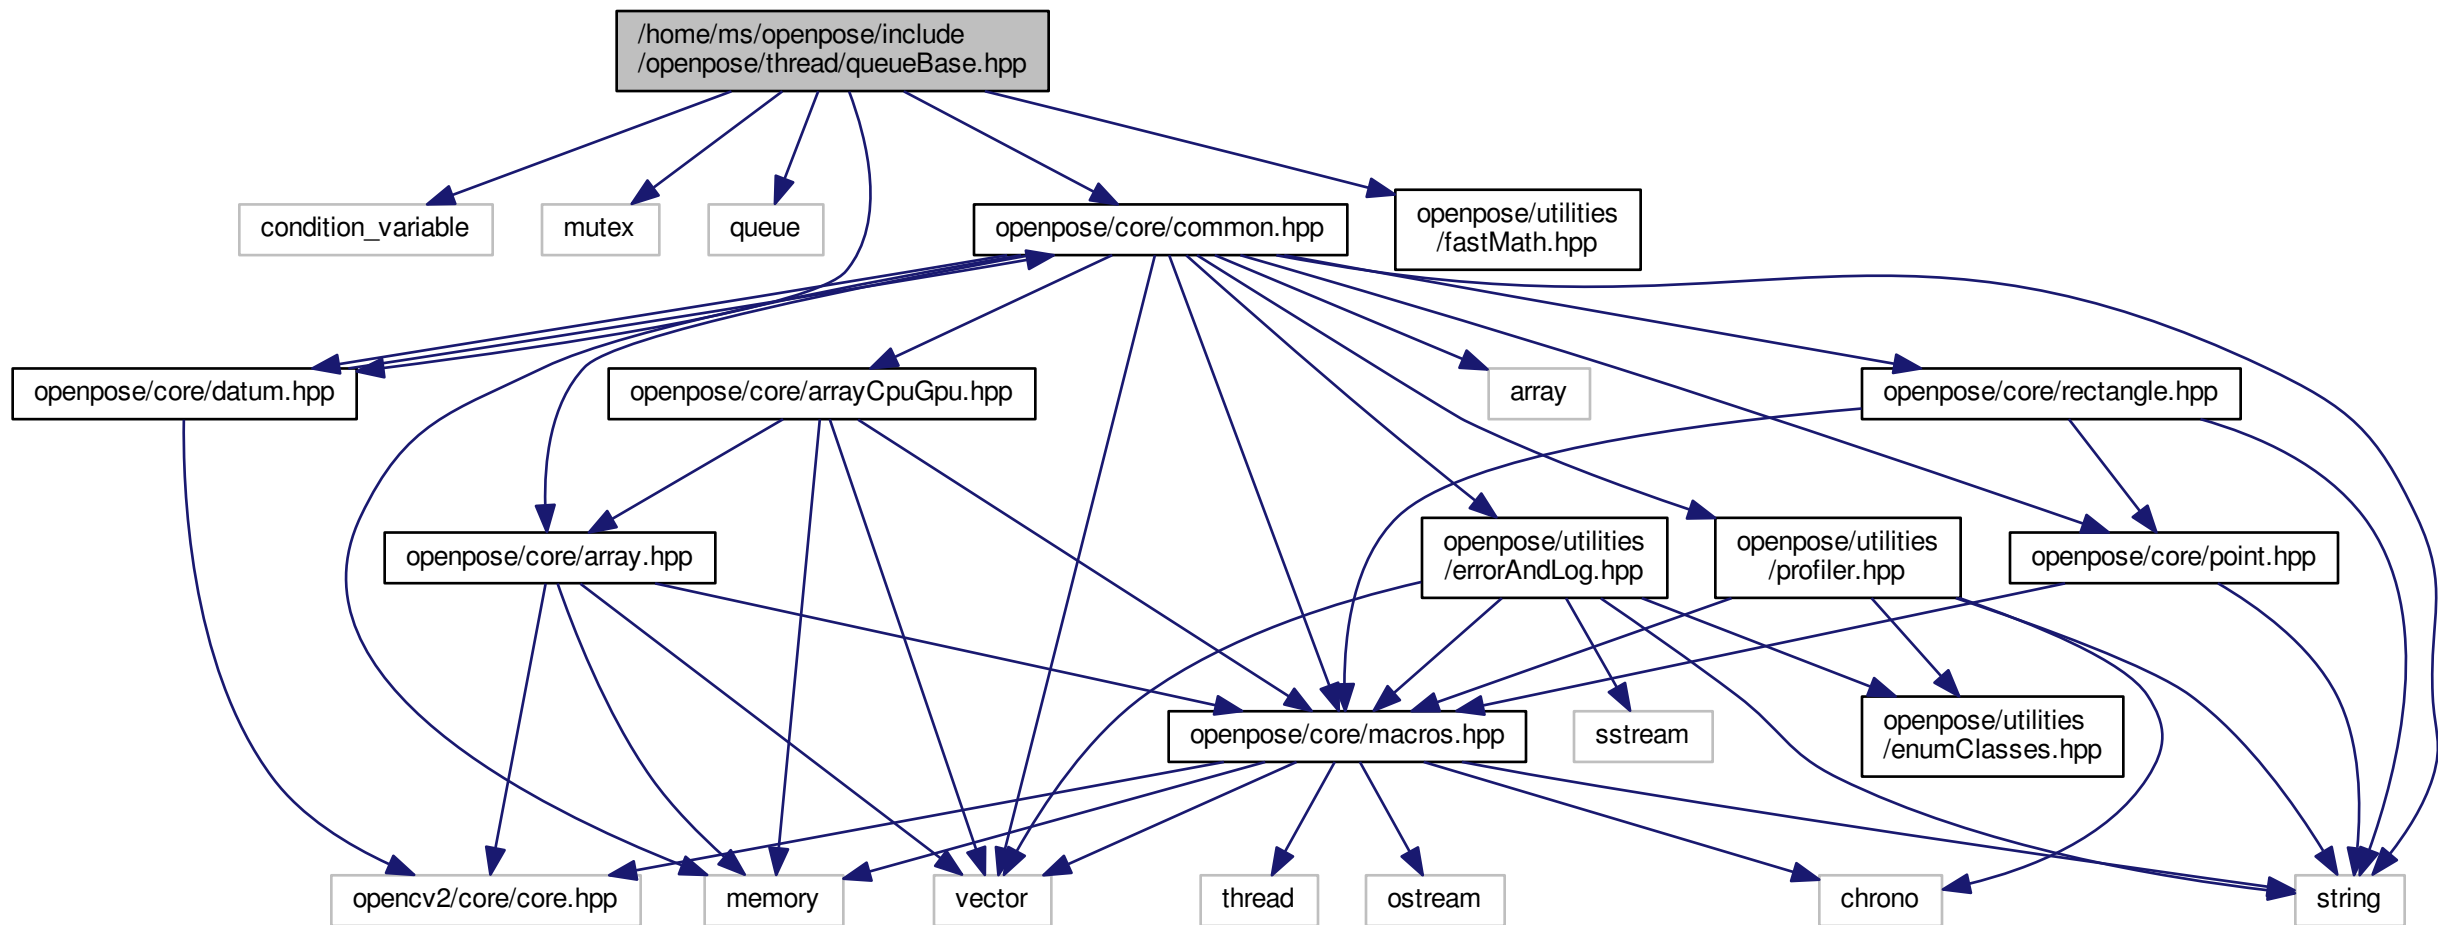 /home/ms/openpose/include
/openpose/thread/queueBase.hpp
condition_variable
mutex
queue
openpose/core/common.hpp
openpose/utilities
/fastMath.hpp
openpose/core/datum.hpp
openpose/core/arrayCpuGpu.hpp
array
openpose/core/rectangle.hpp
openpose/core/array.hpp
openpose/utilities
/errorAndLog.hpp
openpose/utilities
/profiler.hpp
openpose/core/point.hpp
openpose/core/macros.hpp
sstream
openpose/utilities
/enumClasses.hpp
opencv2/core/core.hpp
memory
vector
thread
ostream
chrono
string